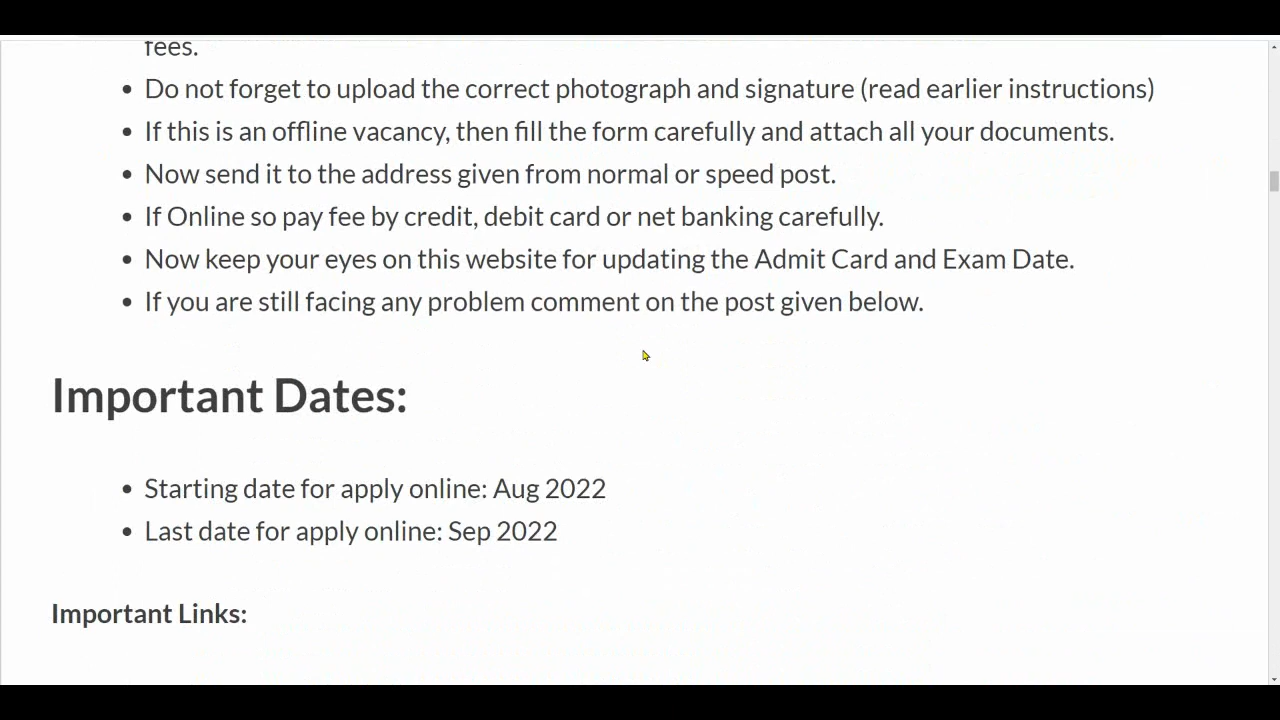 fees.
Do not forget to upload the correct photograph and signature (read earlier instructions)
If this is an offline vacancy, then fill the form carefully and attach all your documents.
Now send it to the address given from normal or speed post.
If Online so pay fee by credit, debit card or net banking carefully.
Now keep your eyes on this website for updating the Admit Card and Exam Date.
If you are still facing any problem comment on the post given below.
Important Dates:
Starting date for apply online: Aug 2022
Last date for apply online: Sep 2022
Important Links: